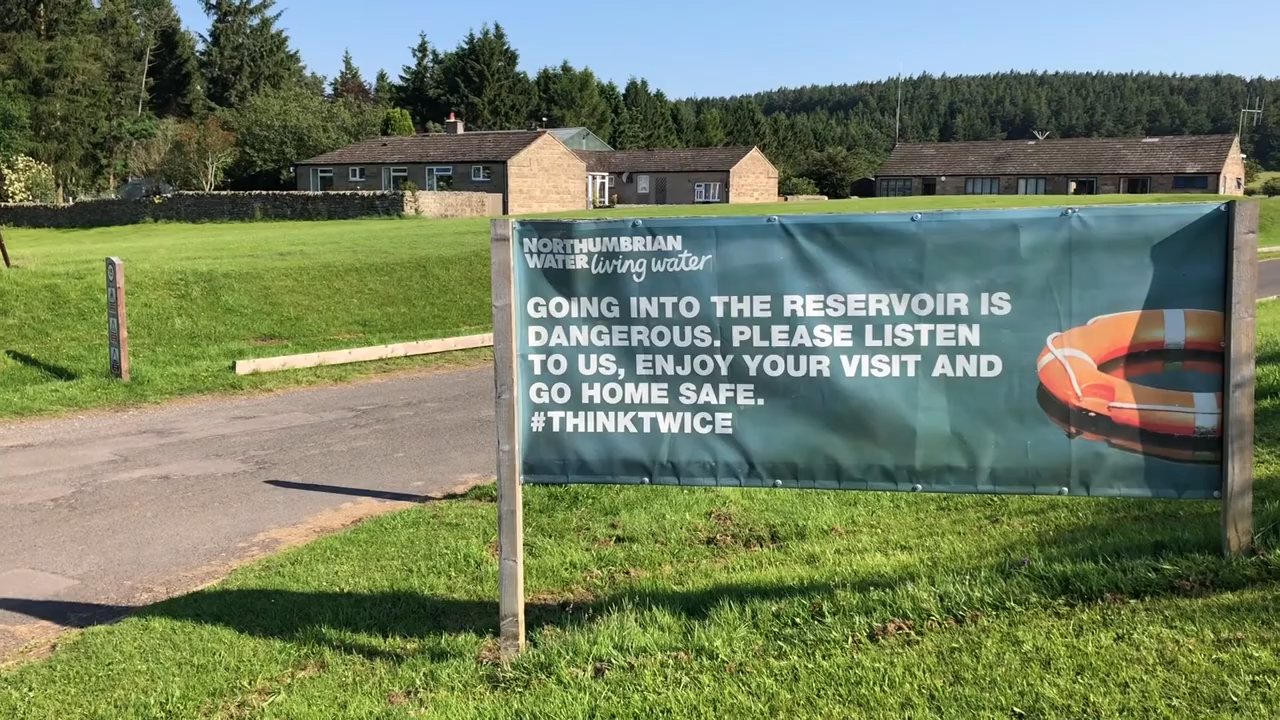 NORTHUMBRIAN
WATER living water
GOING INTO THE RESERVOIR IS
DANGEROUS. PLEASE LISTEN
TO US, ENJOY YOUR VISIT AND
GO HOME SAFE.
#THINKTWICE